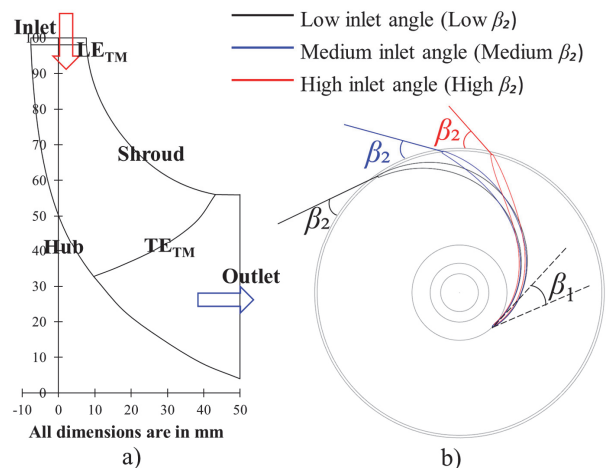 Inlet
LE_TM
100
90
80
70
60
50
40
30
20
10
0
Shroud
Hub
TE_TM
Outlet
-10 0 10 20 30 40 50
All dimensions are in mm
a)
Low inlet angle (Low β₂)
Medium inlet angle (Medium β₂)
High inlet angle (High β₂)
β₂
β₂
β₂
β₁
b)